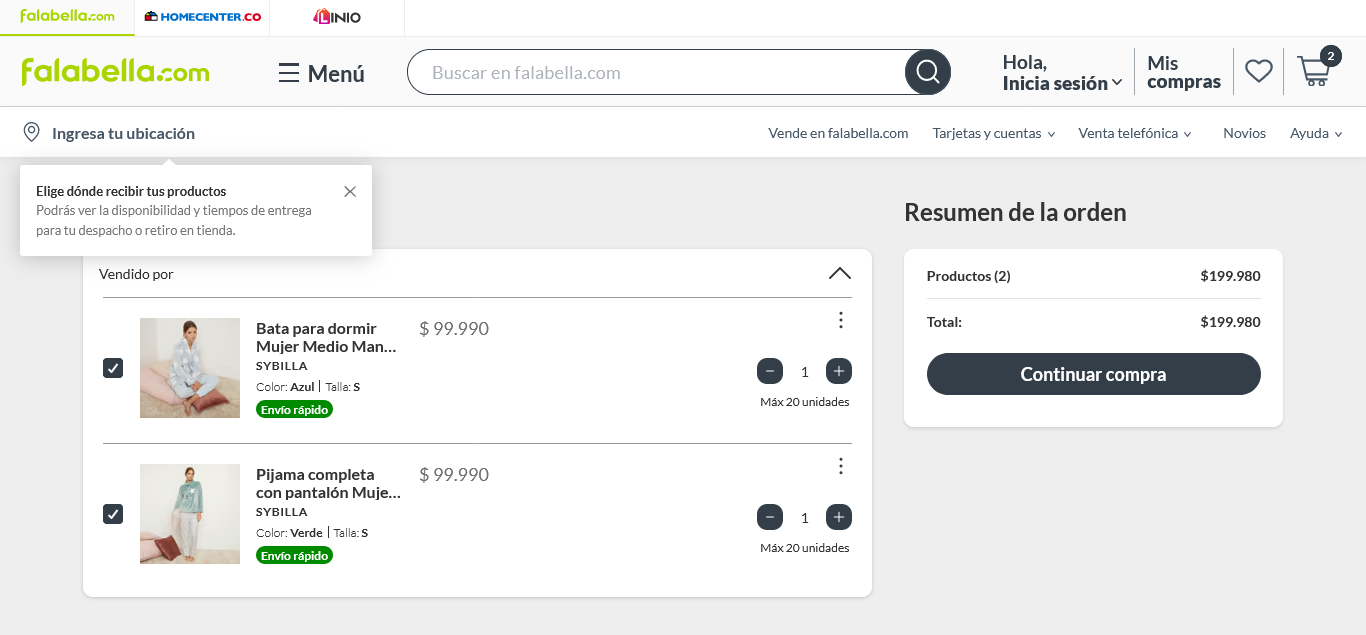 falabella.com
HOMECENTER.CO
LINIO
falabella.com
Menú
Buscar en falabella.com
Hola,
Inicia sesión
Mis
compras
2
Ingresa tu ubicación
Vende en falabella.com
Tarjetas y cuentas
Venta telefónica
Novios
Ayuda
Elige dónde recibir tus productos
Podrás ver la disponibilidad y tiempos de entrega
para tu despacho o retiro en tienda.
Vendido por
Bata para dormir
Mujer Medio Man...
SYBILLA
Color: Azul | Talla: S
Envío rápido
$ 99.990
1
Máx 20 unidades
Pijama completa
con pantalón Muje...
SYBILLA
Color: Verde | Talla: S
Envío rápido
$ 99.990
1
Máx 20 unidades
Resumen de la orden
Productos (2) $199.980
Total: $199.980
Continuar compra